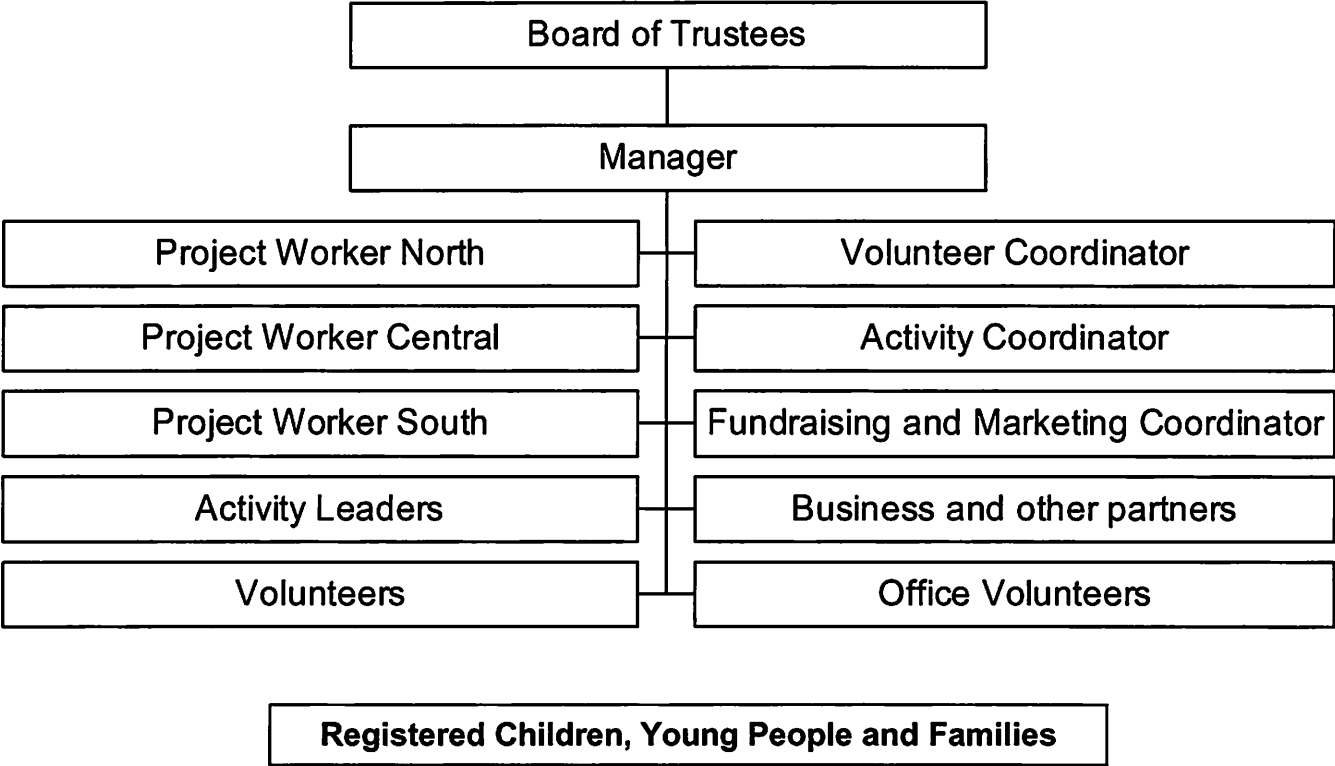 Board of Trustees
Manager
Project Worker North
Volunteer Coordinator
Project Worker Central
Activity Coordinator
Project Worker South
Fundraising and Marketing Coordinator
Activity Leaders
Business and other partners
Volunteers
Office Volunteers
Registered Children, Young People and Families